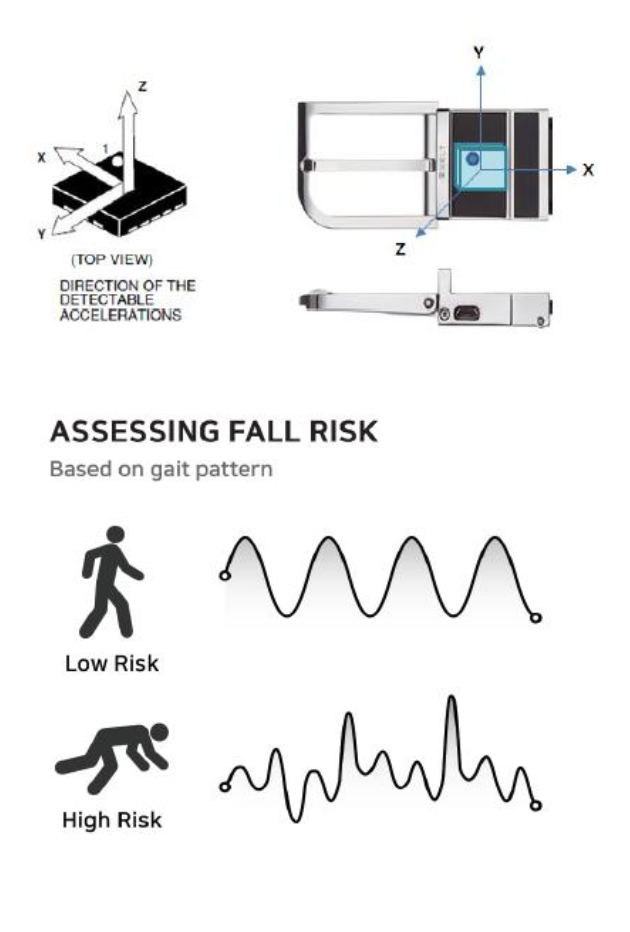 Z
X
1
Y
(TOP VIEW)
DIRECTION OF THE
DETECTABLE
ACCELERATIONS
Y
X
Z
WELT
ASSESSING FALL RISK
Based on gait pattern
Low Risk
High Risk